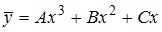 ȳ = Ax³ + Bx² + Cx